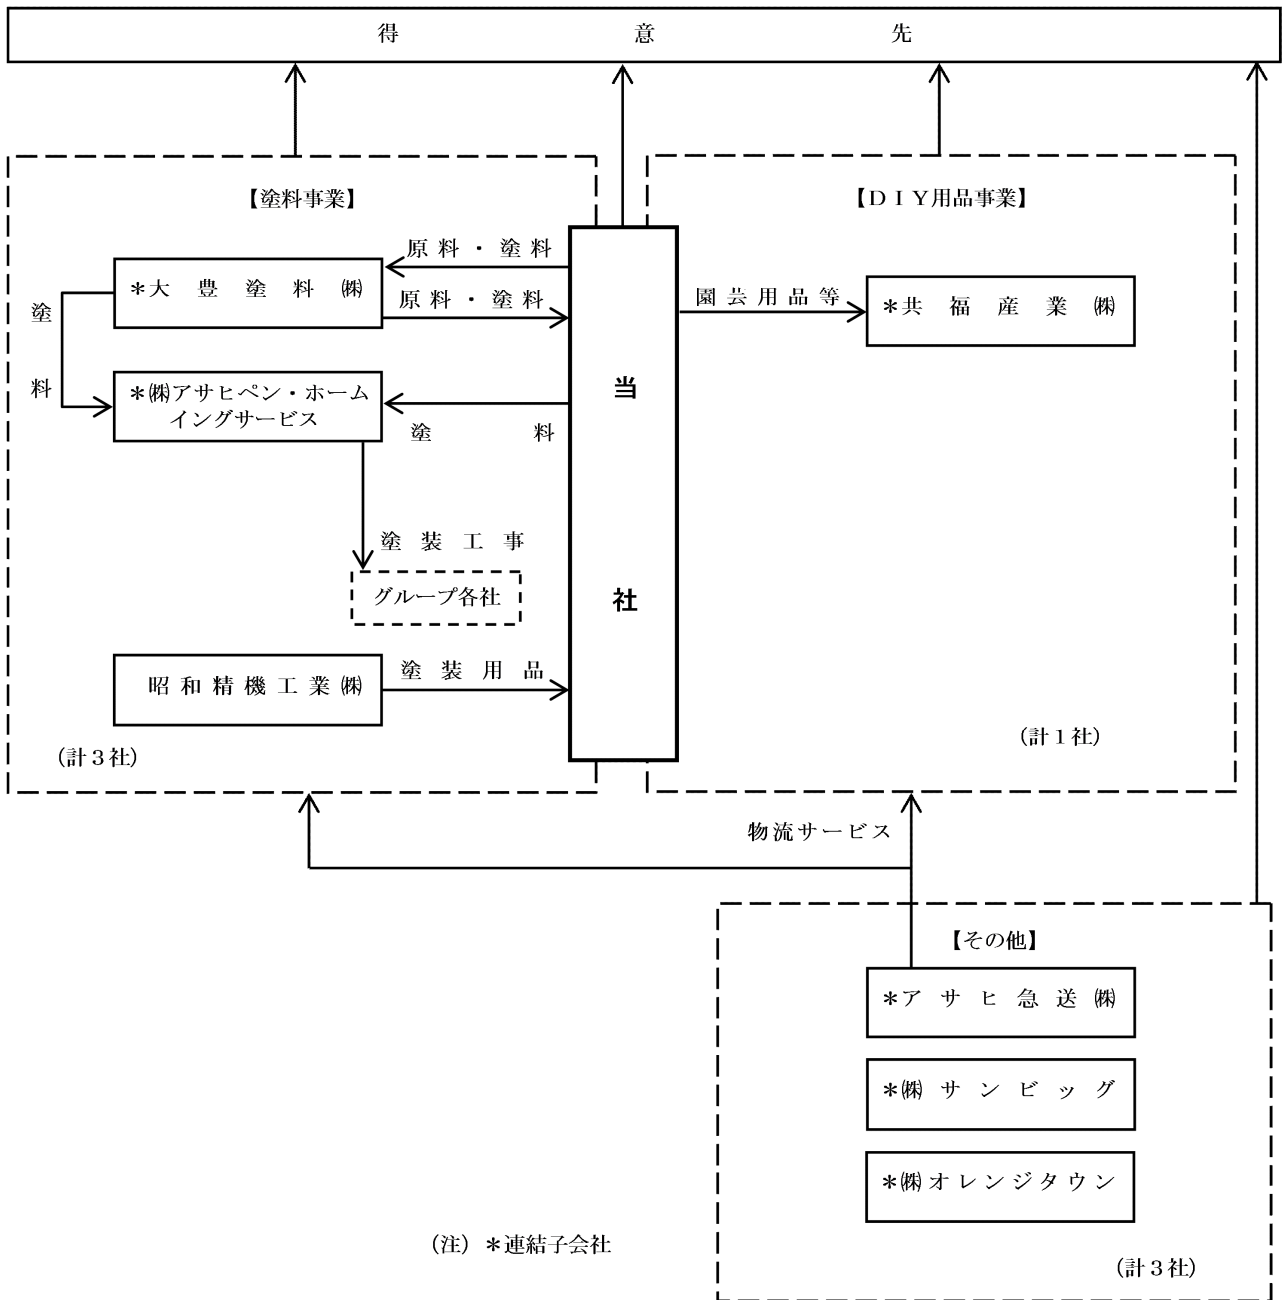 得意先
【塗料事業】
【ＤＩＹ用品事業】
原料・塗料
＊大豊塗料㈱
原料・塗料
塗料
園芸用品等
＊共福産業㈱
当社
＊㈱アサヒペン・ホーム
イングサービス
塗料
塗装工事
グループ各社
昭和精機工業㈱
塗装用品
（計３社）
（計１社）
物流サービス
【その他】
＊アサヒ急送㈱
＊㈱サンビッグ
＊㈱オレンジタウン
（注）＊連結子会社
（計３社）